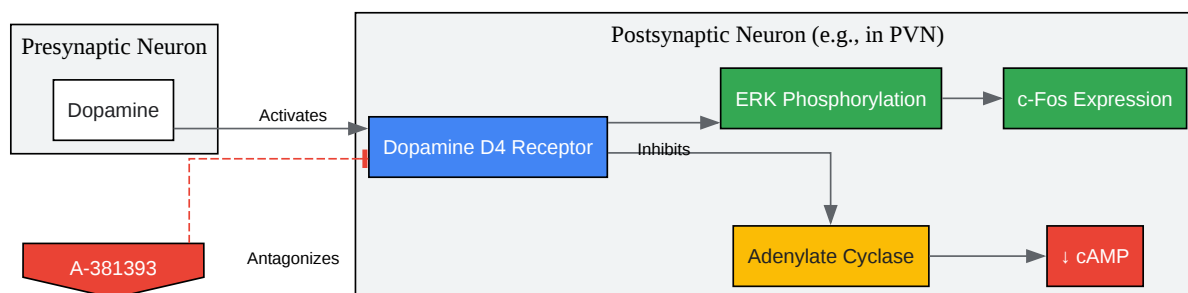 Presynaptic Neuron
Dopamine
Activates
A-381393
Antagonizes
Postsynaptic Neuron (e.g., in PVN)
Dopamine D4 Receptor
Inhibits
ERK Phosphorylation
c-Fos Expression
Adenylate Cyclase
↓ cAMP